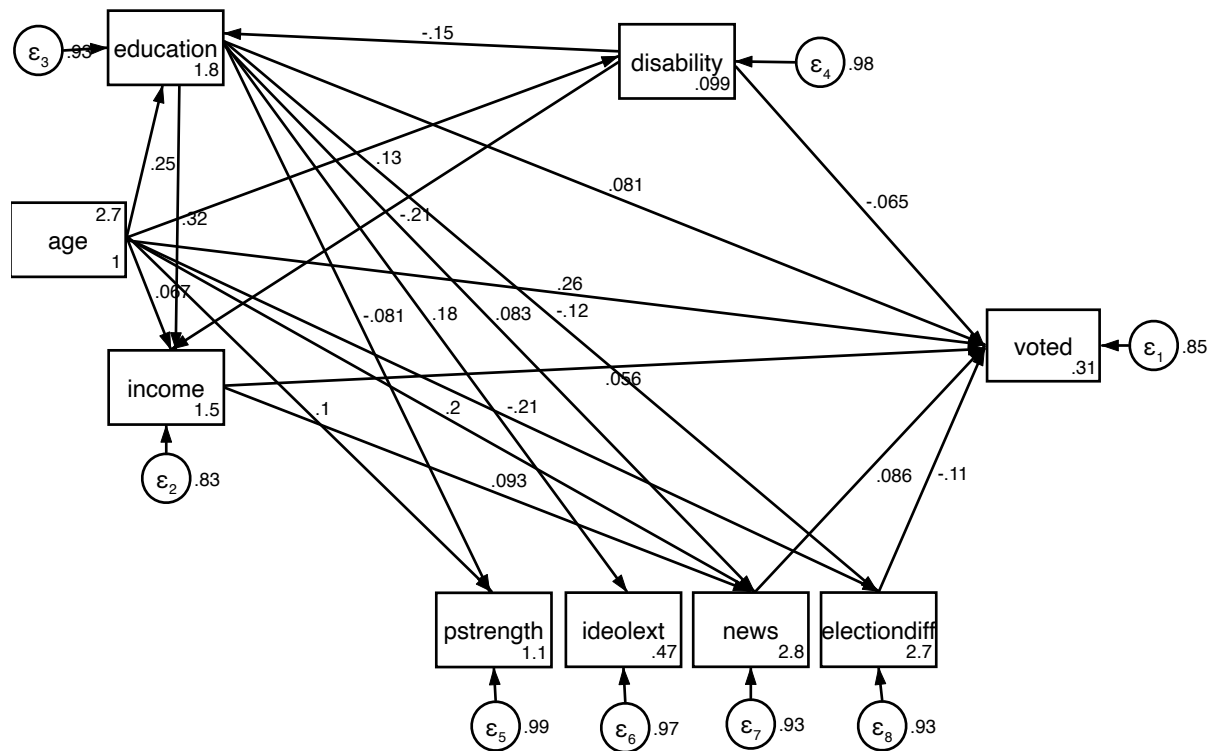 ε3 .93
education
1.8
-.15
disability
.099
ε4 .98
.25
.13
.32
-.21
.081
-.065
2.7
age
1
.067
.26
-.081
.18
.083
-.12
voted
.31
ε1 .85
income
1.5
.056
.1
.2
-.21
ε2 .83
.093
.086
-.11
pstrength
1.1
ideolext
.47
news
2.8
electiondiff
2.7
ε5 .99
ε6 .97
ε7 .93
ε8 .93